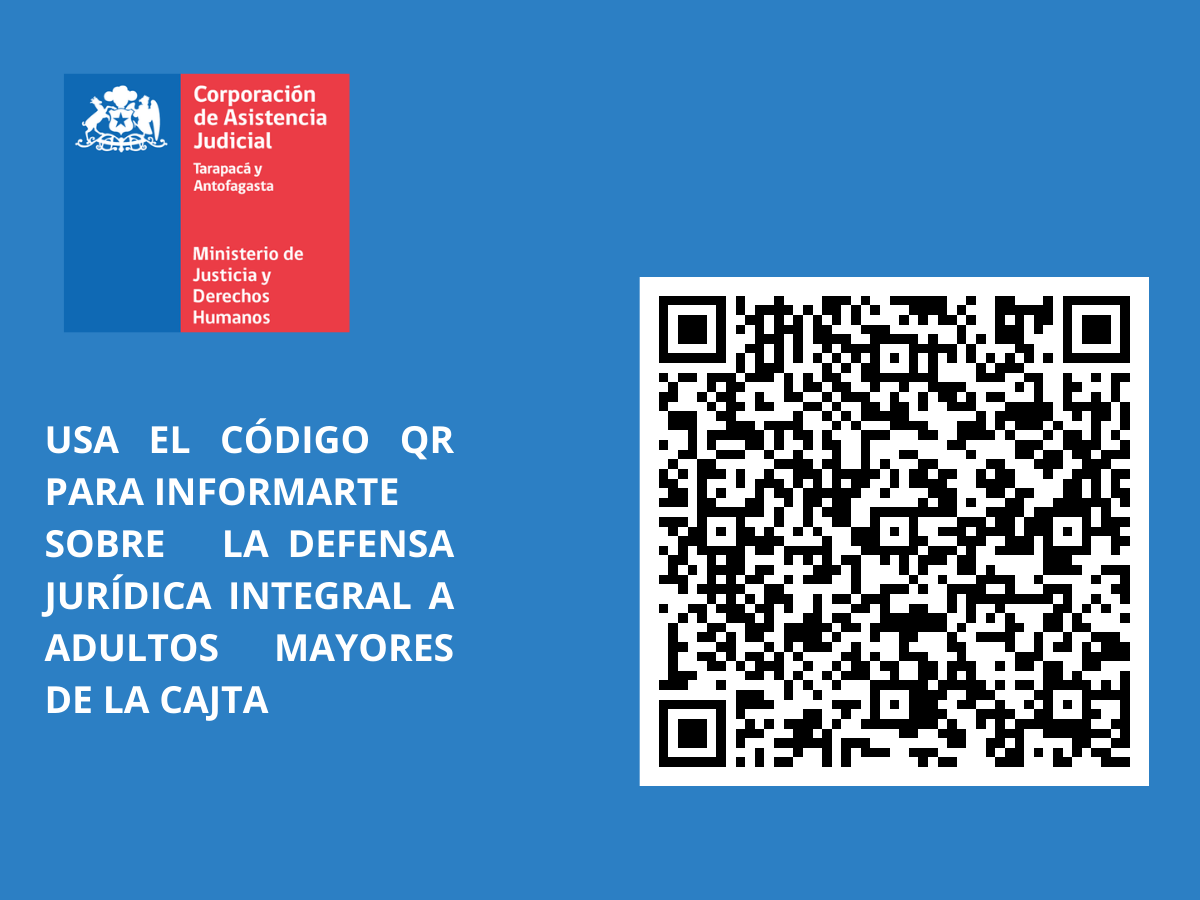 Corporación
de Asistencia
Judicial
Tarapacá y
Antofagasta
Ministerio de
Justicia y
Derechos
Humanos
USA EL CÓDIGO QR
PARA INFORMARTE
SOBRE LA DEFENSA
JURÍDICA INTEGRAL A
ADULTOS MAYORES
DE LA CAJTA